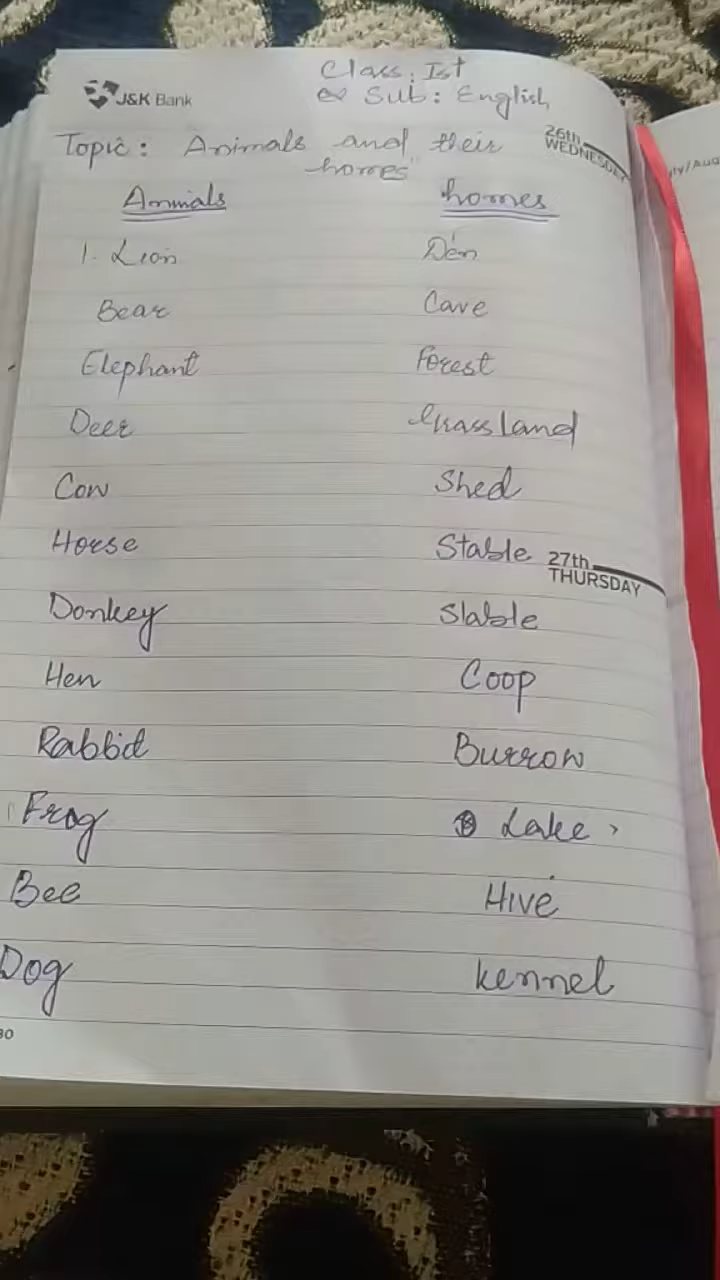 Class: Ist
J&K Bank
Sub: English
26th
WEDNESDAY
Topic: Animals and their
homes
Animals homes
1. Lion Den
Bear Cave
Elephant Forest
Deer Grassland
Cow Shed
Horse Stable
27th
THURSDAY
Donkey Stable
Hen Coop
Rabbit Burrow
Frog Lake
Bee Hive
Dog kennel